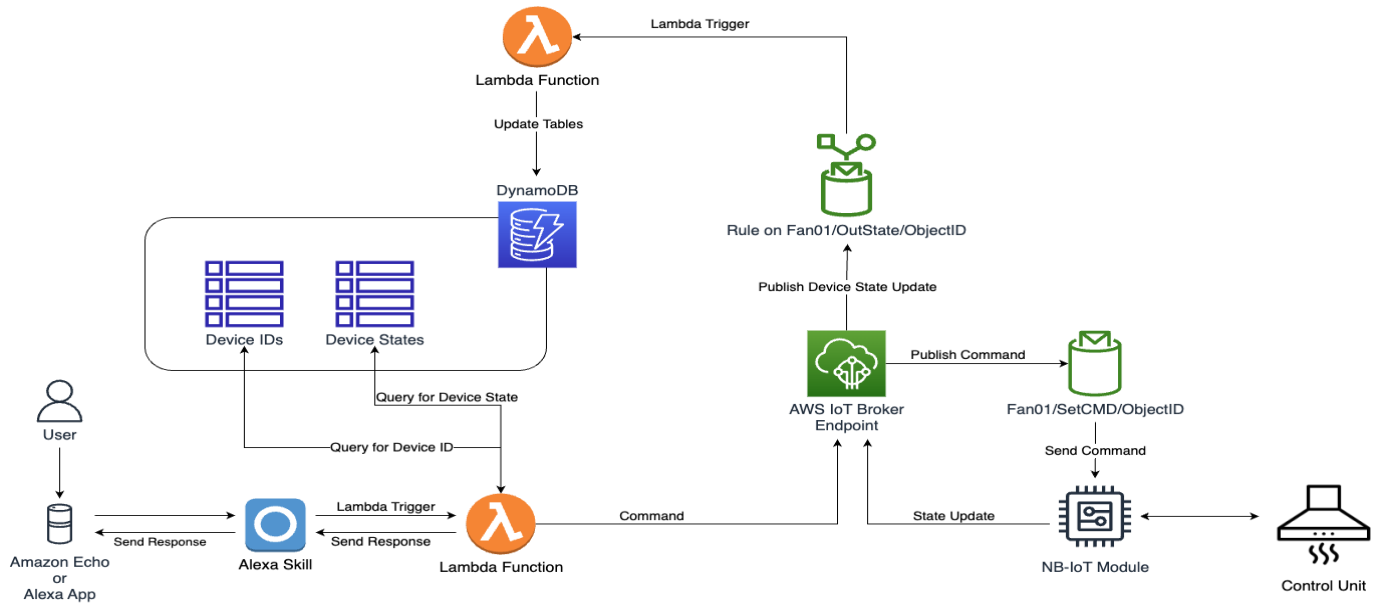 Lambda Trigger
Lambda Function
Update Tables
DynamoDB
Rule on Fan01/OutState/ObjectID
Publish Device State Update
Device IDs
Device States
Publish Command
Query for Device State
AWS IoT Broker
Endpoint
Fan01/SetCMD/ObjectID
User
Query for Device ID
Send Command
Lambda Trigger
Command
State Update
Send Response
Send Response
Amazon Echo
or
Alexa App
Alexa Skill
Lambda Function
NB-IoT Module
Control Unit